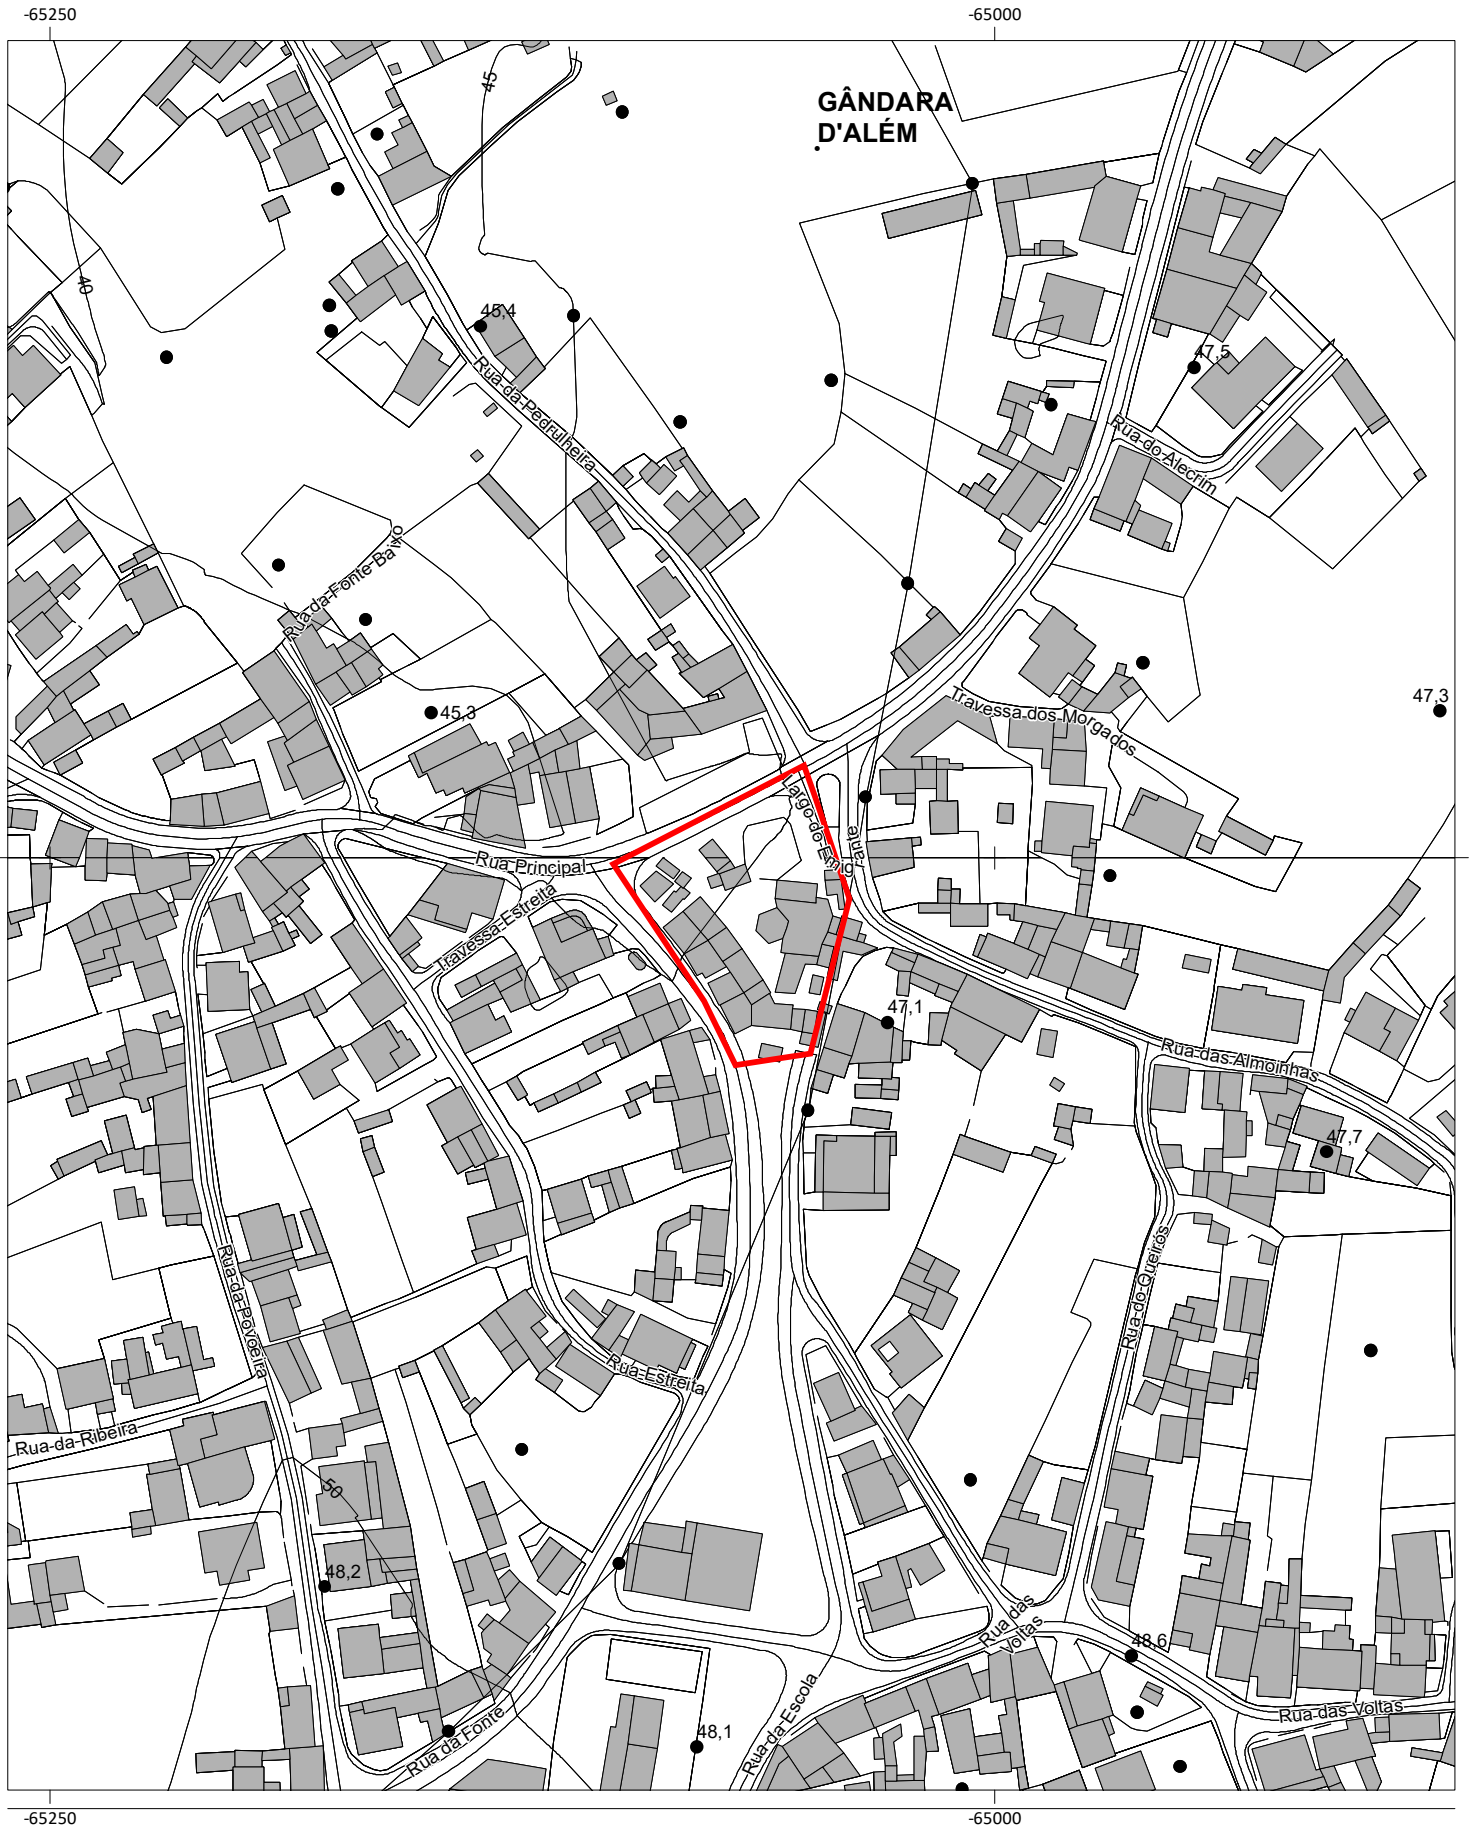 -65250
-65000
45
GÂNDARA
D'ALÉM
40
45,4
47,5
Rua da Pedrulheira
Rua do Alecrim
Rua da Fonte Baixo
45,3
Travessa dos Morgados
47,3
Largo do Emig
rante
Rua Principal
Travessa Estreita
47,1
Rua das Almoinhas
47,7
Rua da Povoeira
Rua do Queiros
Rua Estreita
Rua da Ribeira
50
48,2
Rua das
Voltas
48,6
Rua da Escola
Rua das Voltas
Rua da Fonte
48,1
-65250
-65000